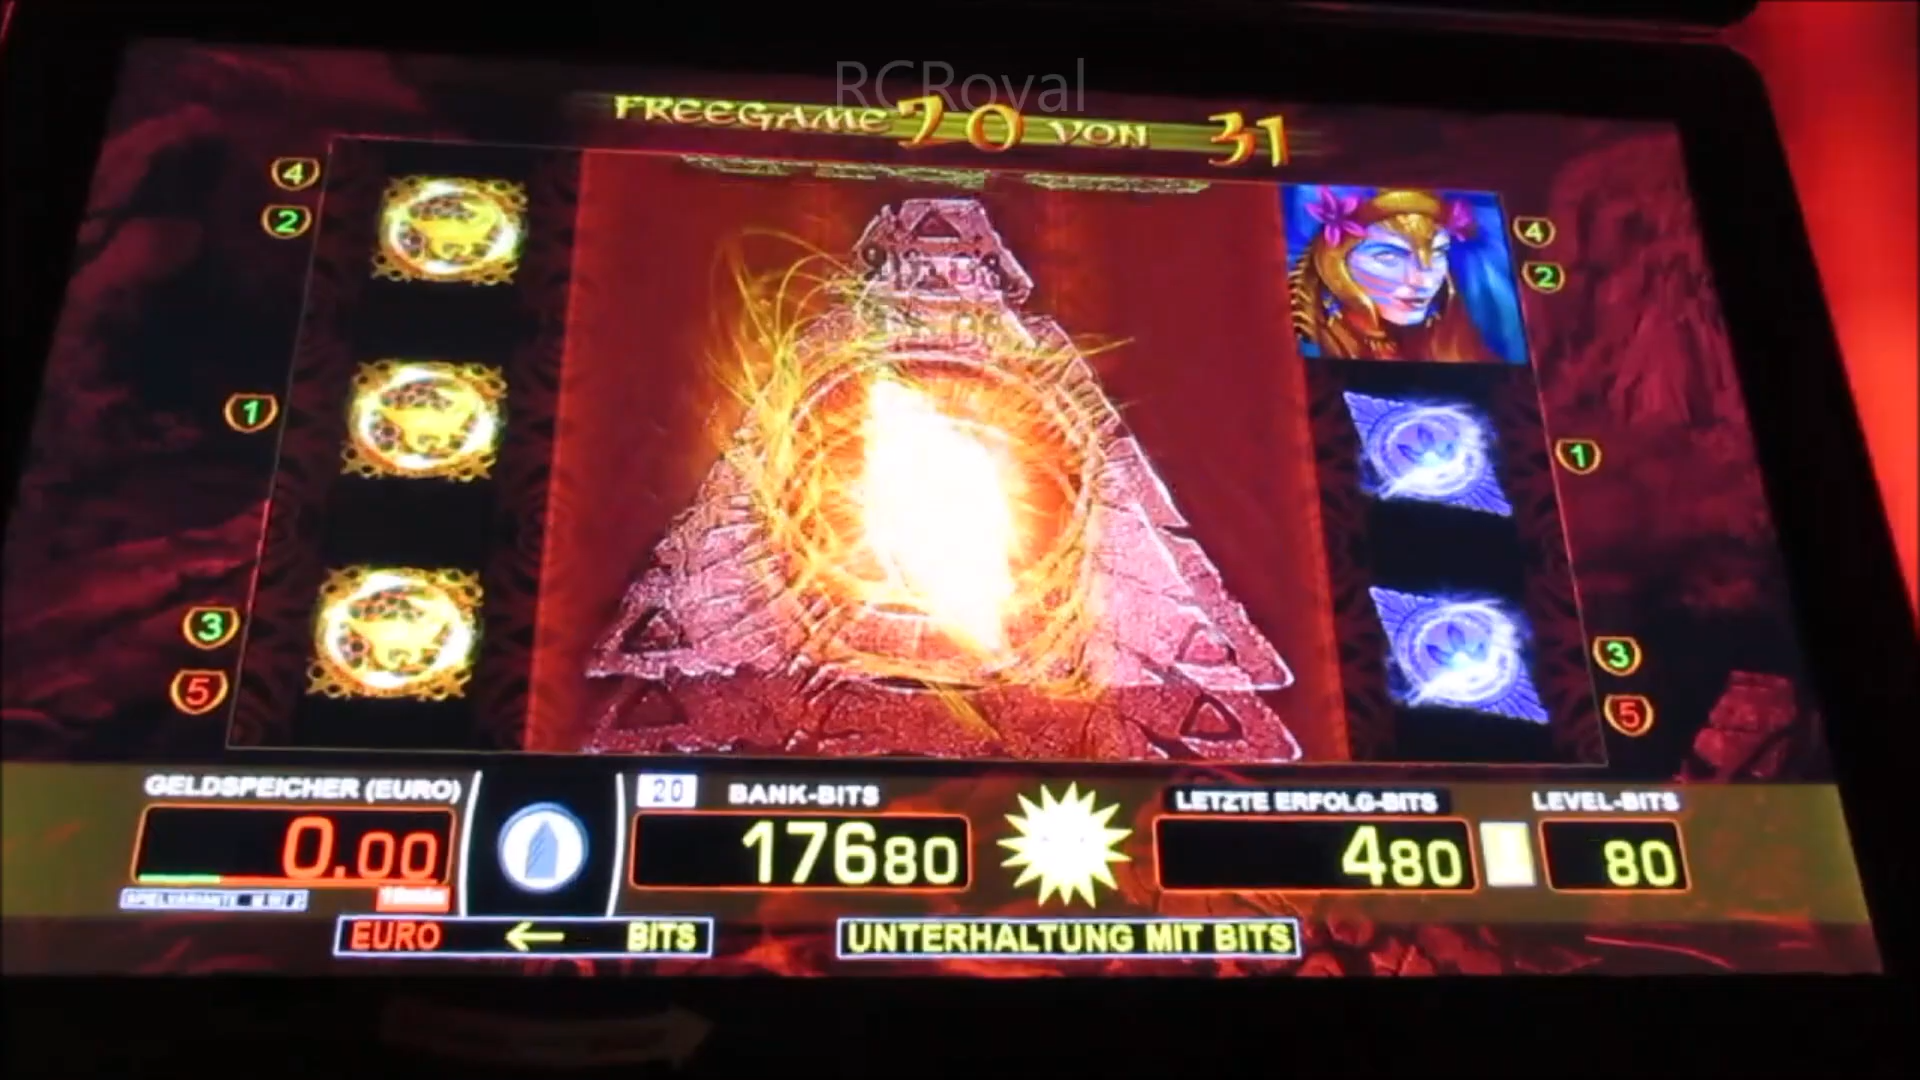 RCRoyal
FREEGAME 20 VON 31
4
2
1
3
5
4
2
1
3
5
GELDSPEICHER (EURO)
0.00
20
BANK-BITS
17680
LETZTE ERFOLG-BITS
480
LEVEL-BITS
80
EURO ← BITS
UNTERHALTUNG MIT BITS